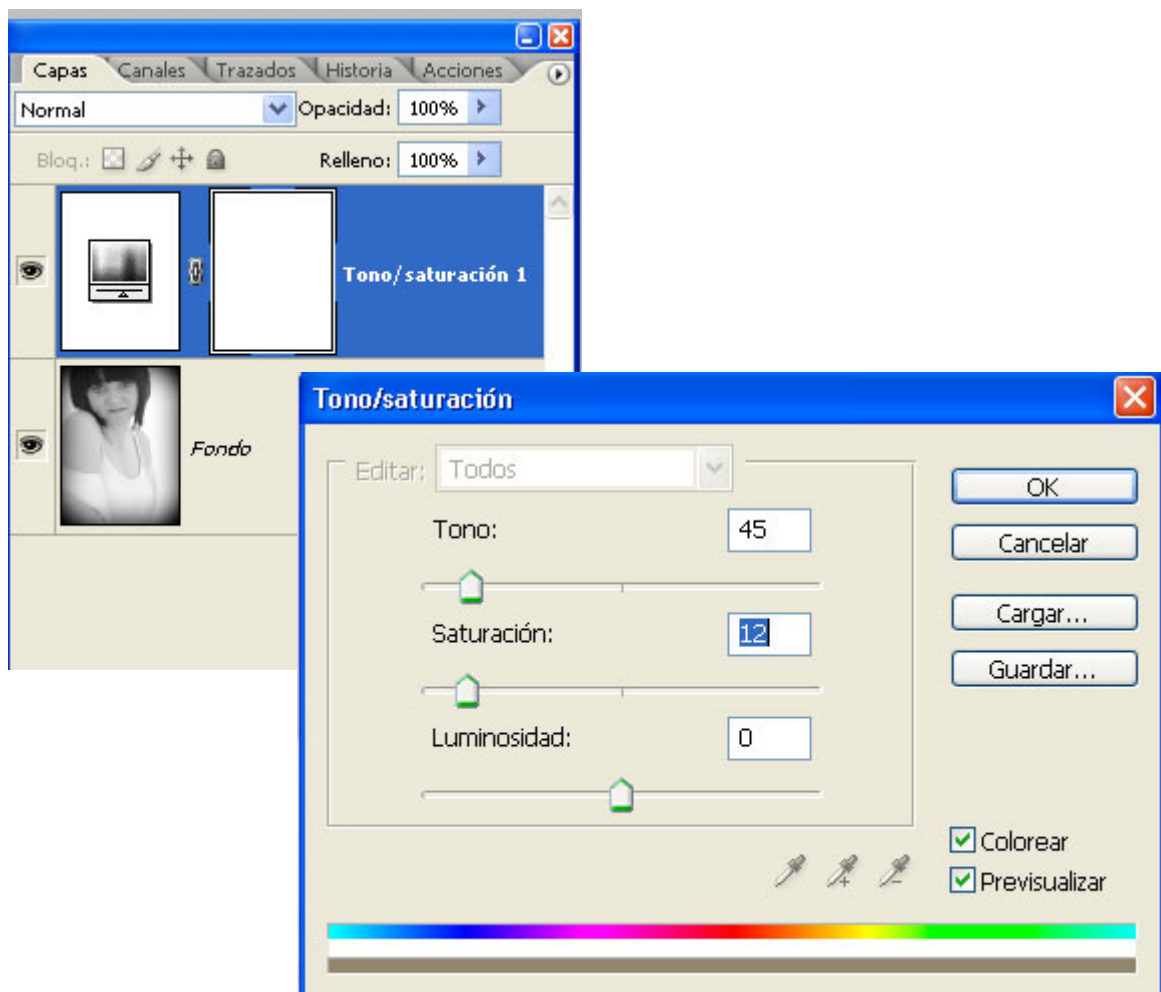 Capas Canales Trazados Historia Acciones
Normal Opacidad: 100%
Bloq.: Relleno: 100%
Tono/saturación 1
Fondo
Tono/saturación
Editar: Todos
OK
Tono: 45
Cancelar
Cargar...
Saturación: 12
Guardar...
Luminosidad: 0
Colorear
Previsualizar